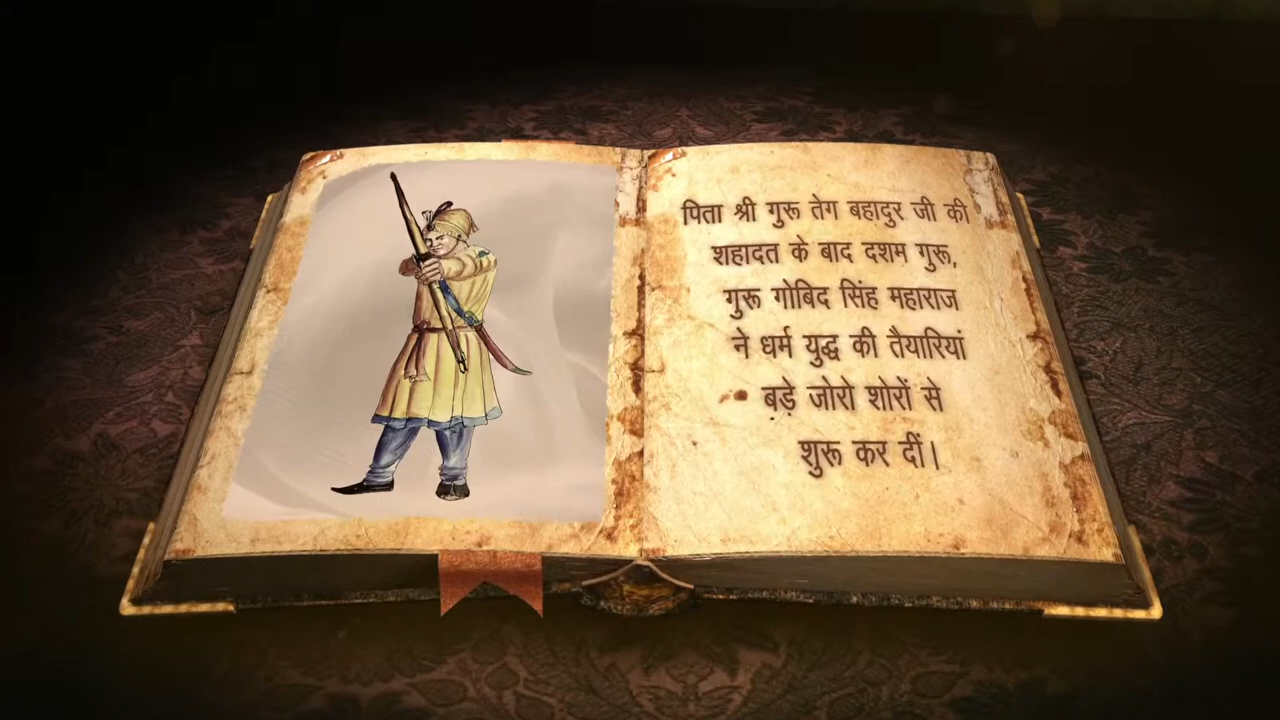 पिता श्री गुरू तेग बहादुर जी की
शहादत के बाद दशम गुरू,
गुरू गोबिद सिंह महाराज
ने धर्म युद्ध की तैयारियां
बड़े जोरो शोरों से
शुरू कर दीं।